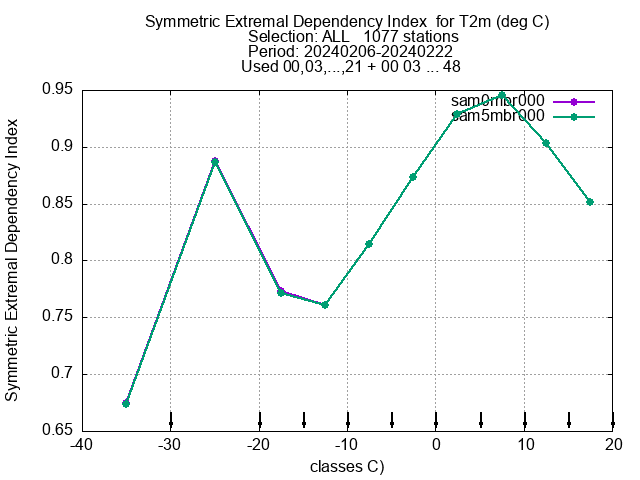 Symmetric Extremal Dependency Index  for T2m (deg C)
Selection: ALL   1077 stations
Period: 20240206-20240222
Used 00,03,...,21 + 00 03 ... 48
sam0mbr000
sam5mbr000
Symmetric Extremal Dependency Index
0.95
0.9
0.85
0.8
0.75
0.7
0.65
-40 -30 -20 -10 0 10 20
classes C)